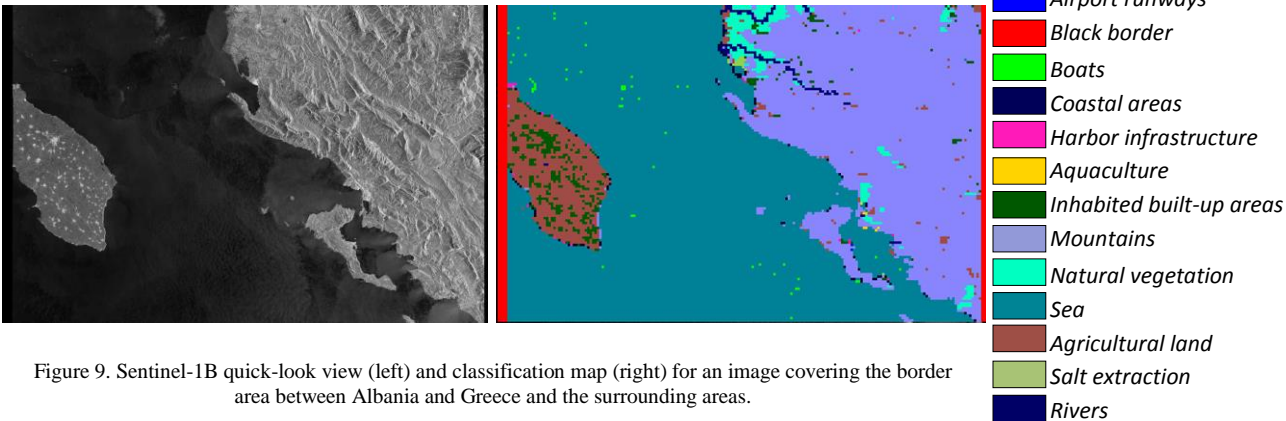 Airport runways
Black border
Boats
Coastal areas
Harbor infrastructure
Aquaculture
Inhabited built-up areas
Mountains
Natural vegetation
Sea
Agricultural land
Salt extraction
Rivers
Figure 9. Sentinel-1B quick-look view (left) and classification map (right) for an image covering the border
area between Albania and Greece and the surrounding areas.